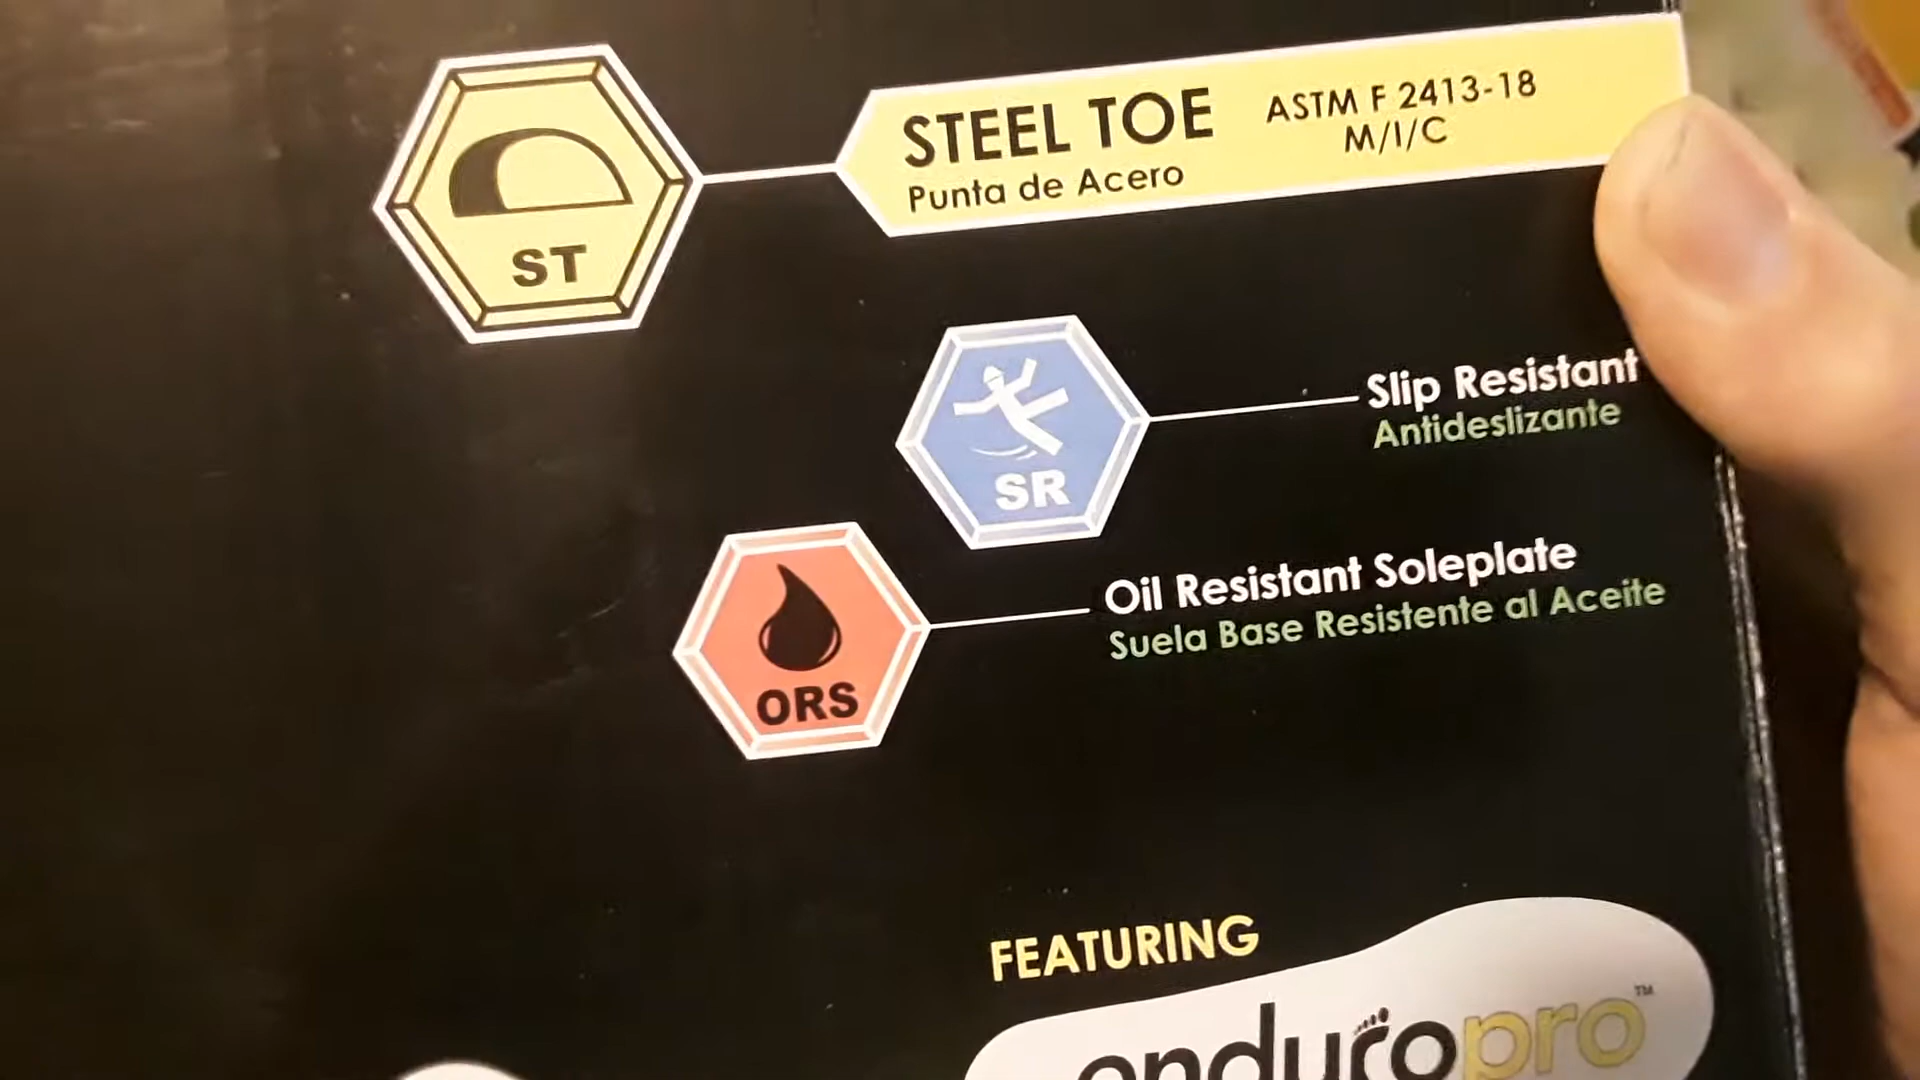 STEEL TOE
Punta de Acero
ASTM F 2413-18
M/I/C
ST
Slip Resistant
Antideslizante
SR
Oil Resistant Soleplate
Suela Base Resistente al Aceite
ORS
FEATURING
enduropro™